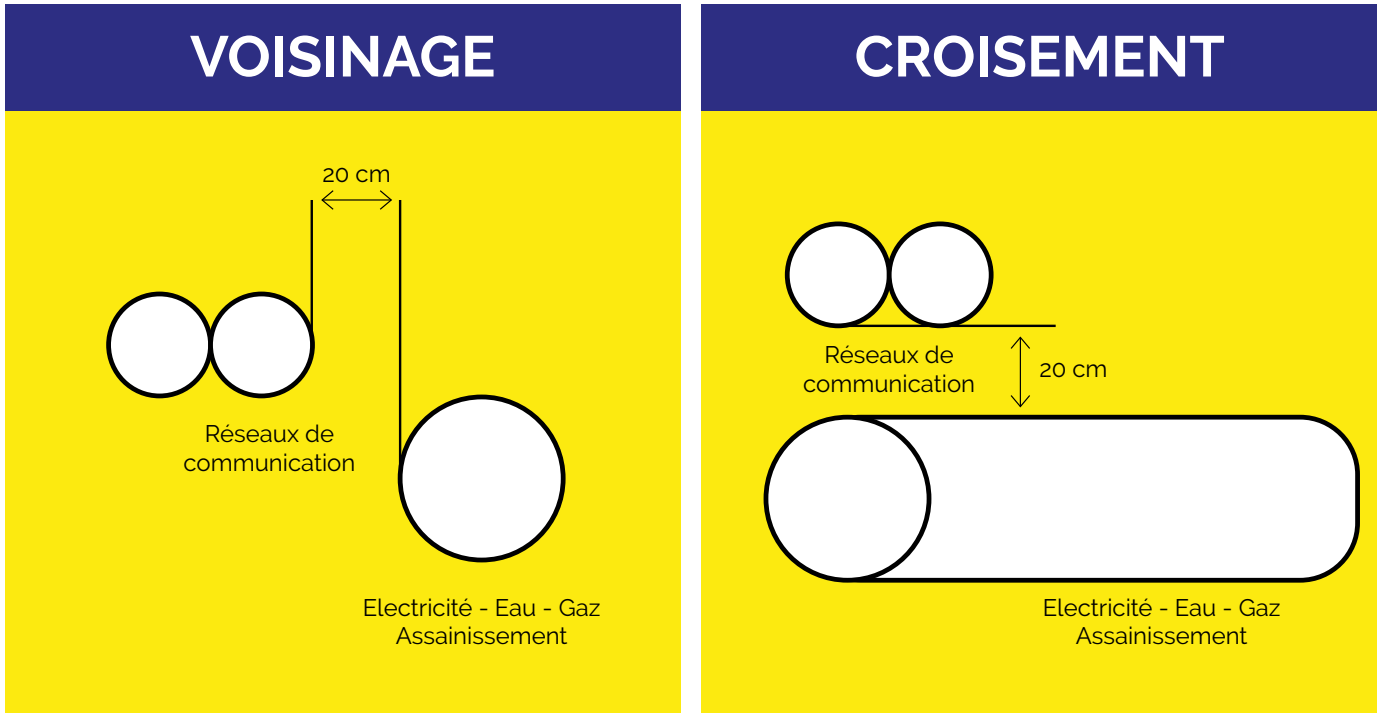 VOISINAGE
20 cm
Réseaux de
communication
Electricité - Eau - Gaz
Assainissement
CROISEMENT
Réseaux de
communication
20 cm
Electricité - Eau - Gaz
Assainissement